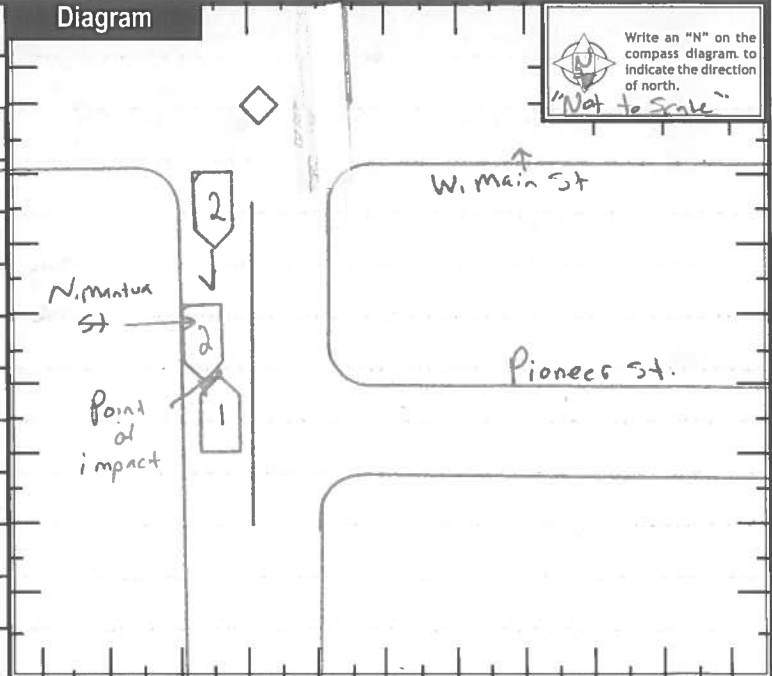 Diagram
Write an "N" on the
compass diagram to
indicate the direction
of north.
N
"Not to Scale"
W. Main St
2
N. Mantua
St
2
Pioneer St.
Point
of
impact
1